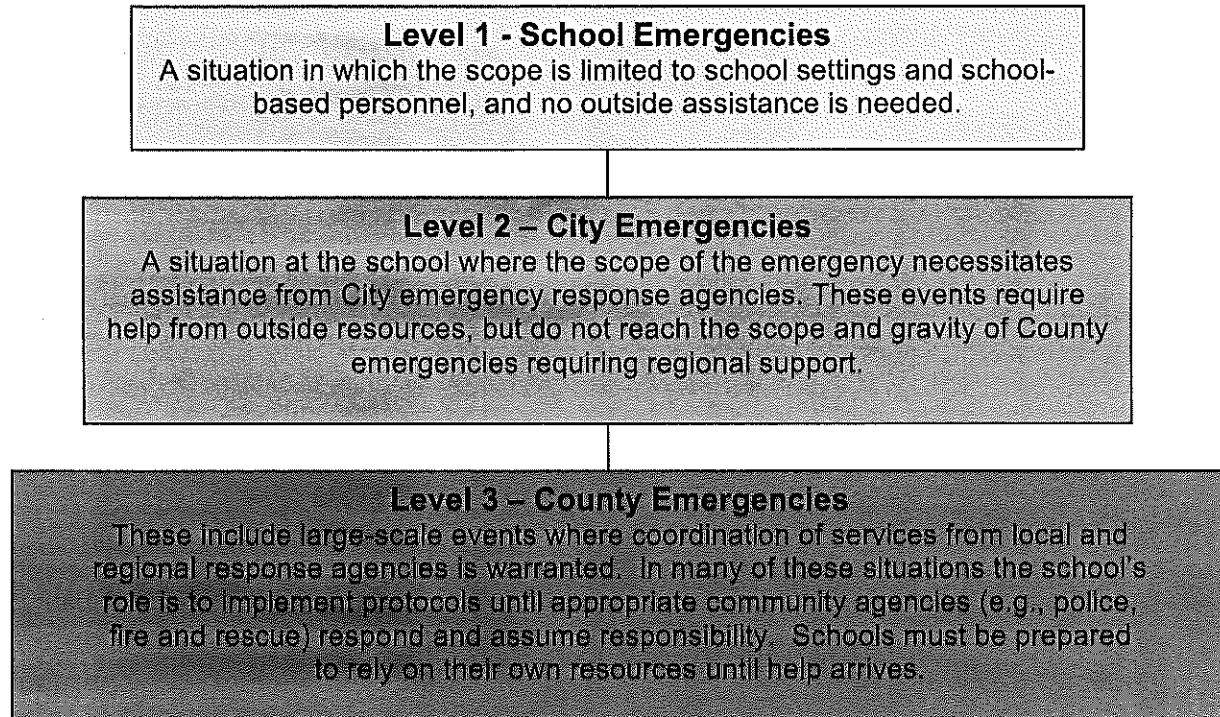 Level 1 - School Emergencies
A situation in which the scope is limited to school settings and school-
based personnel, and no outside assistance is needed.
Level 2 – City Emergencies
A situation at the school where the scope of the emergency necessitates
assistance from City emergency response agencies. These events require
help from outside resources, but do not reach the scope and gravity of County
emergencies requiring regional support.
Level 3 – County Emergencies
These include large-scale events where coordination of services from local and
regional response agencies is warranted. In many of these situations the school's
role is to implement protocols until appropriate community agencies (e.g., police,
fire and rescue) respond and assume responsibility. Schools must be prepared
to rely on their own resources until help arrives.